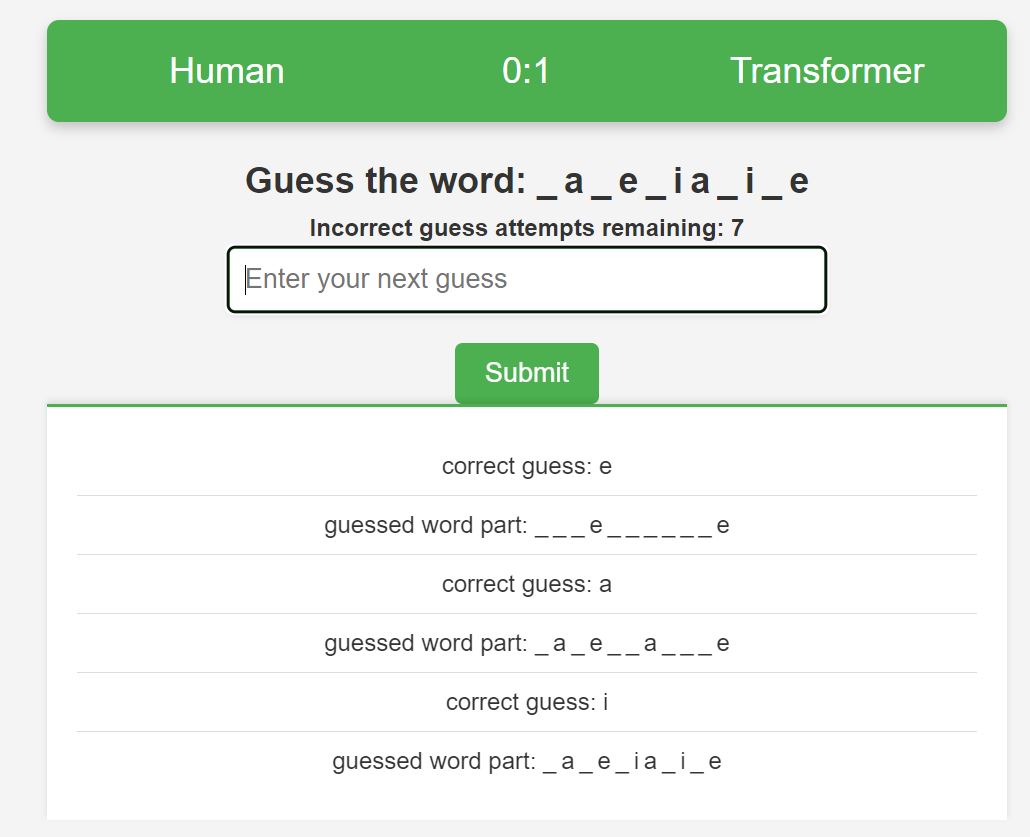 Human 0:1 Transformer
Guess the word: _ a _ e _ i a _ i _ e
Incorrect guess attempts remaining: 7
Enter your next guess
Submit
correct guess: e
guessed word part: _ _ _ e _ _ _ _ _ _ e
correct guess: a
guessed word part: _ a _ e _ _ a _ _ _ e
correct guess: i
guessed word part: _ a _ e _ i a _ i _ e